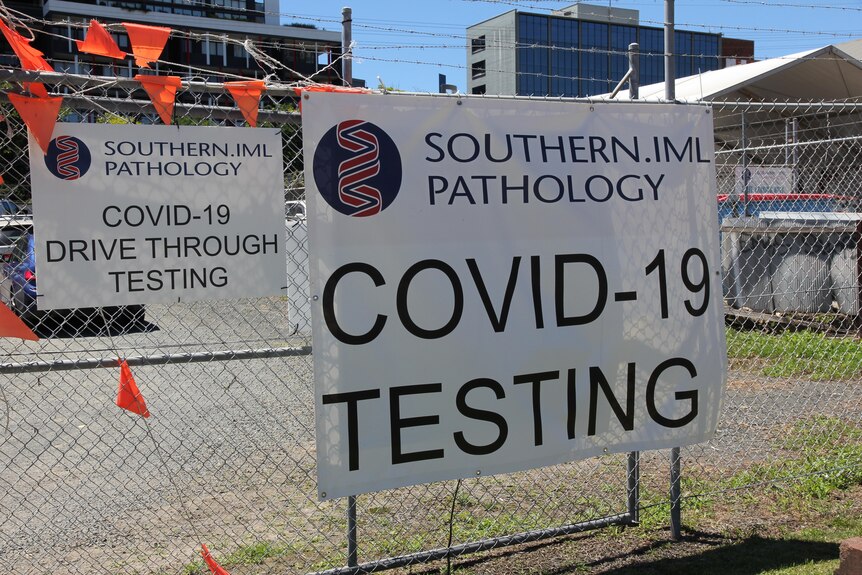 SOUTHERN.IML
PATHOLOGY
COVID-19
DRIVE THROUGH
TESTING
SOUTHERN.IML
PATHOLOGY
COVID-19
TESTING